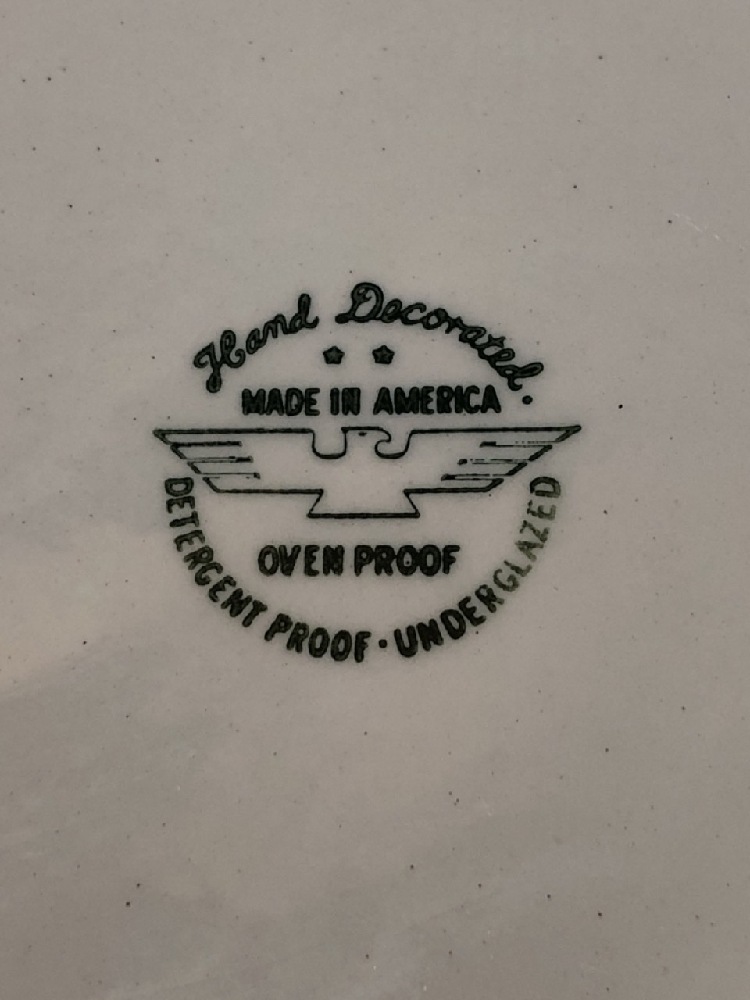 Hand Decorated.
MADE IN AMERICA
OVEN PROOF
DETERGENT PROOF · UNDERGLAZED